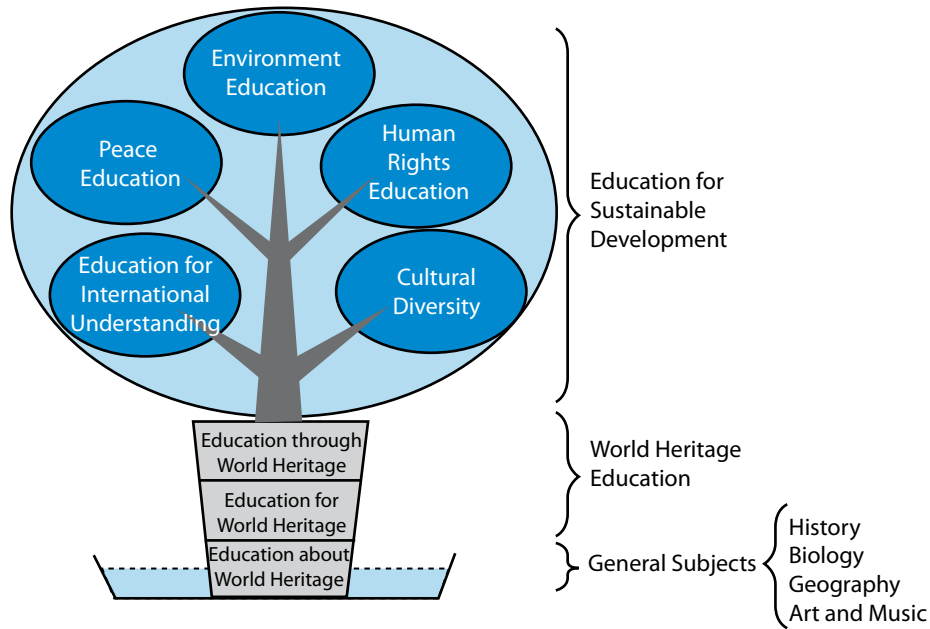 Environment
Education
Peace
Education
Human
Rights
Education
Education for
International
Understanding
Cultural
Diversity
Education for
Sustainable
Development
Education through
World Heritage
Education for
World Heritage
Education about
World Heritage
World Heritage
Education
General Subjects
History
Biology
Geography
Art and Music